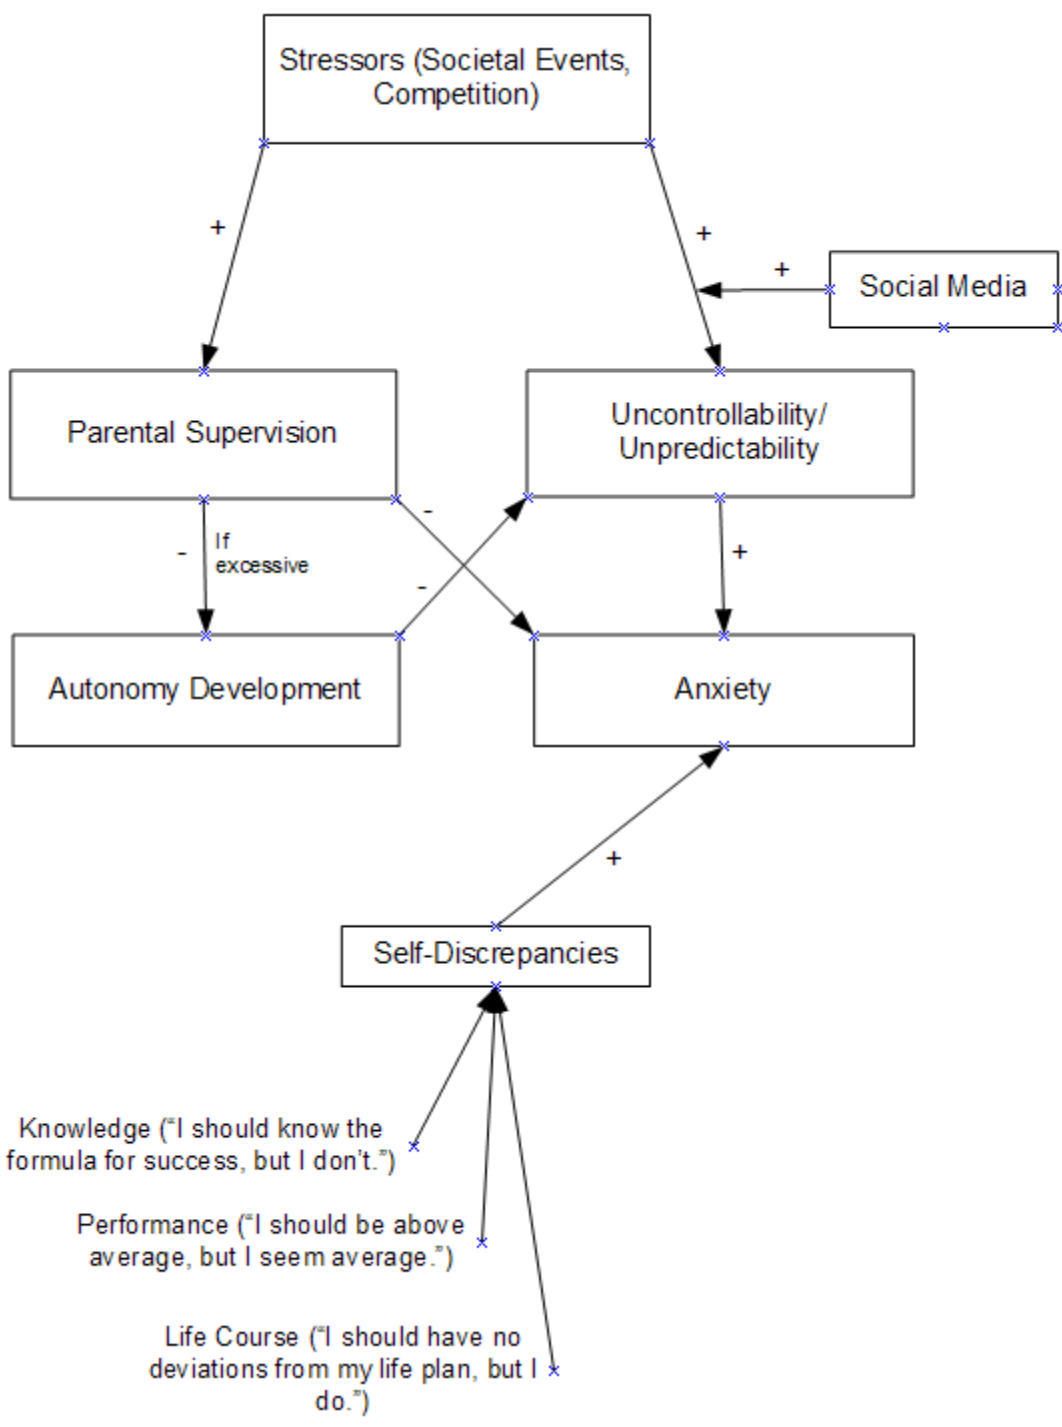 Stressors (Societal Events,
Competition)
+
+
+
Social Media
Parental Supervision
Uncontrollability/
Unpredictability
-
-
If
excessive
+
-
Autonomy Development
Anxiety
+
Self-Discrepancies
Knowledge (“I should know the
formula for success, but I don’t.”)
Performance (“I should be above
average, but I seem average.”)
Life Course (“I should have no
deviations from my life plan, but I
do.”)